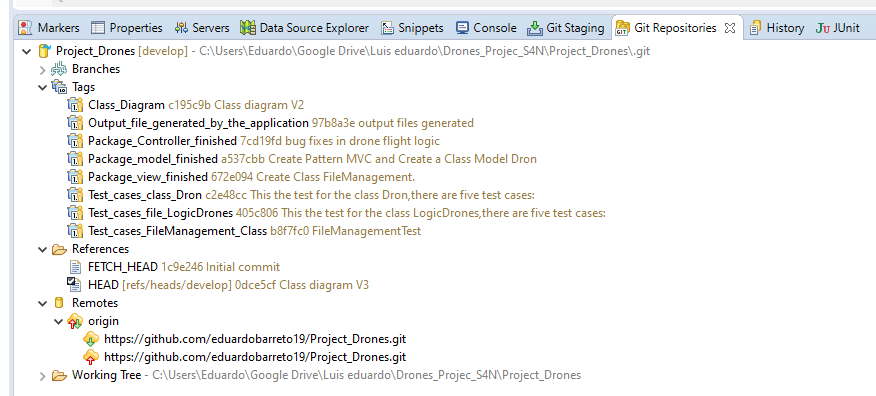 Markers Properties Servers Data Source Explorer Snippets Console Git Staging Git Repositories History JUnit
Project_Drones [develop] - C:\Users\Eduardo\Google Drive\Luis eduardo\Drones_Projec_S4N\Project_Drones\.git
Branches
Tags
Class_Diagram c195c9b Class diagram V2
Output_file_generated_by_the_application 97b8a3e output files generated
Package_Controller_finished 7cd19fd bug fixes in drone flight logic
Package_model_finished a537cbb Create Pattern MVC and Create a Class Model Dron
Package_view_finished 672e094 Create Class FileManagement.
Test_cases_class_Dron c2e48cc This the test for the class Dron,there are five test cases:
Test_cases_file_LogicDrones 405c806 This the test for the class LogicDrones,there are five test cases:
Test_cases_FileManagement_Class b8f7fc0 FileManagementTest
References
FETCH_HEAD 1c9e246 Initial commit
HEAD [refs/heads/develop] 0dce5cf Class diagram V3
Remotes
origin
https://github.com/eduardobarreto19/Project_Drones.git
https://github.com/eduardobarreto19/Project_Drones.git
Working Tree - C:\Users\Eduardo\Google Drive\Luis eduardo\Drones_Projec_S4N\Project_Drones